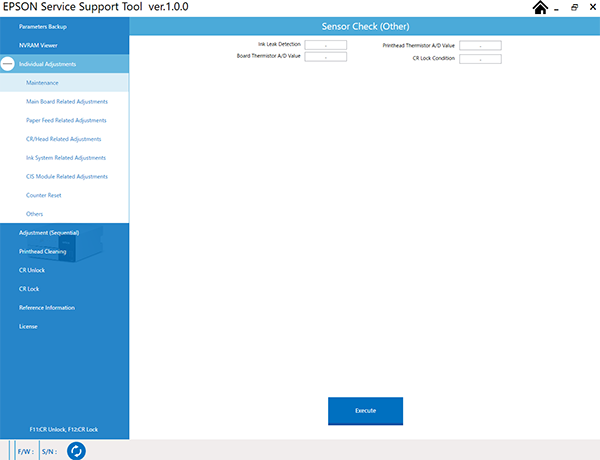 EPSON Service Support Tool ver.1.0.0
Parameters Backup
NVRAM Viewer
Individual Adjustments
Maintenance
Main Board Related Adjustments
Paper Feed Related Adjustments
CR/Head Related Adjustments
Ink System Related Adjustments
CIS Module Related Adjustments
Counter Reset
Others
Adjustment (Sequential)
Printhead Cleaning
CR Unlock
CR Lock
Reference Information
License
F11:CR Unlock, F12:CR Lock
Sensor Check (Other)
Ink Leak Detection -
Printhead Thermistor A/D Value -
Board Thermistor A/D Value -
CR Lock Condition -
Execute
F/W : S/N :